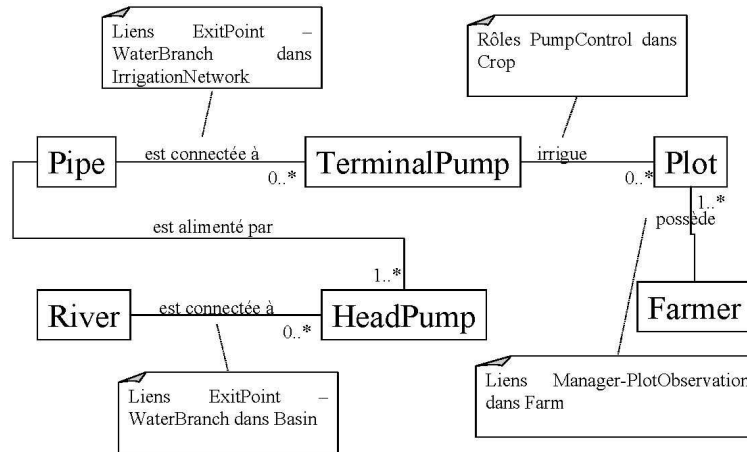 Liens ExitPoint –
WaterBranch dans
IrrigationNetwork
Rôles PumpControl dans
Crop
Pipe
est connectée à
0..*
TerminalPump
irrigue
0..*
Plot
1..*
possède
est alimenté par
1..*
River
est connectée à
0..*
HeadPump
Farmer
Liens ExitPoint –
WaterBranch dans Basin
Liens Manager-PlotObservation
dans Farm